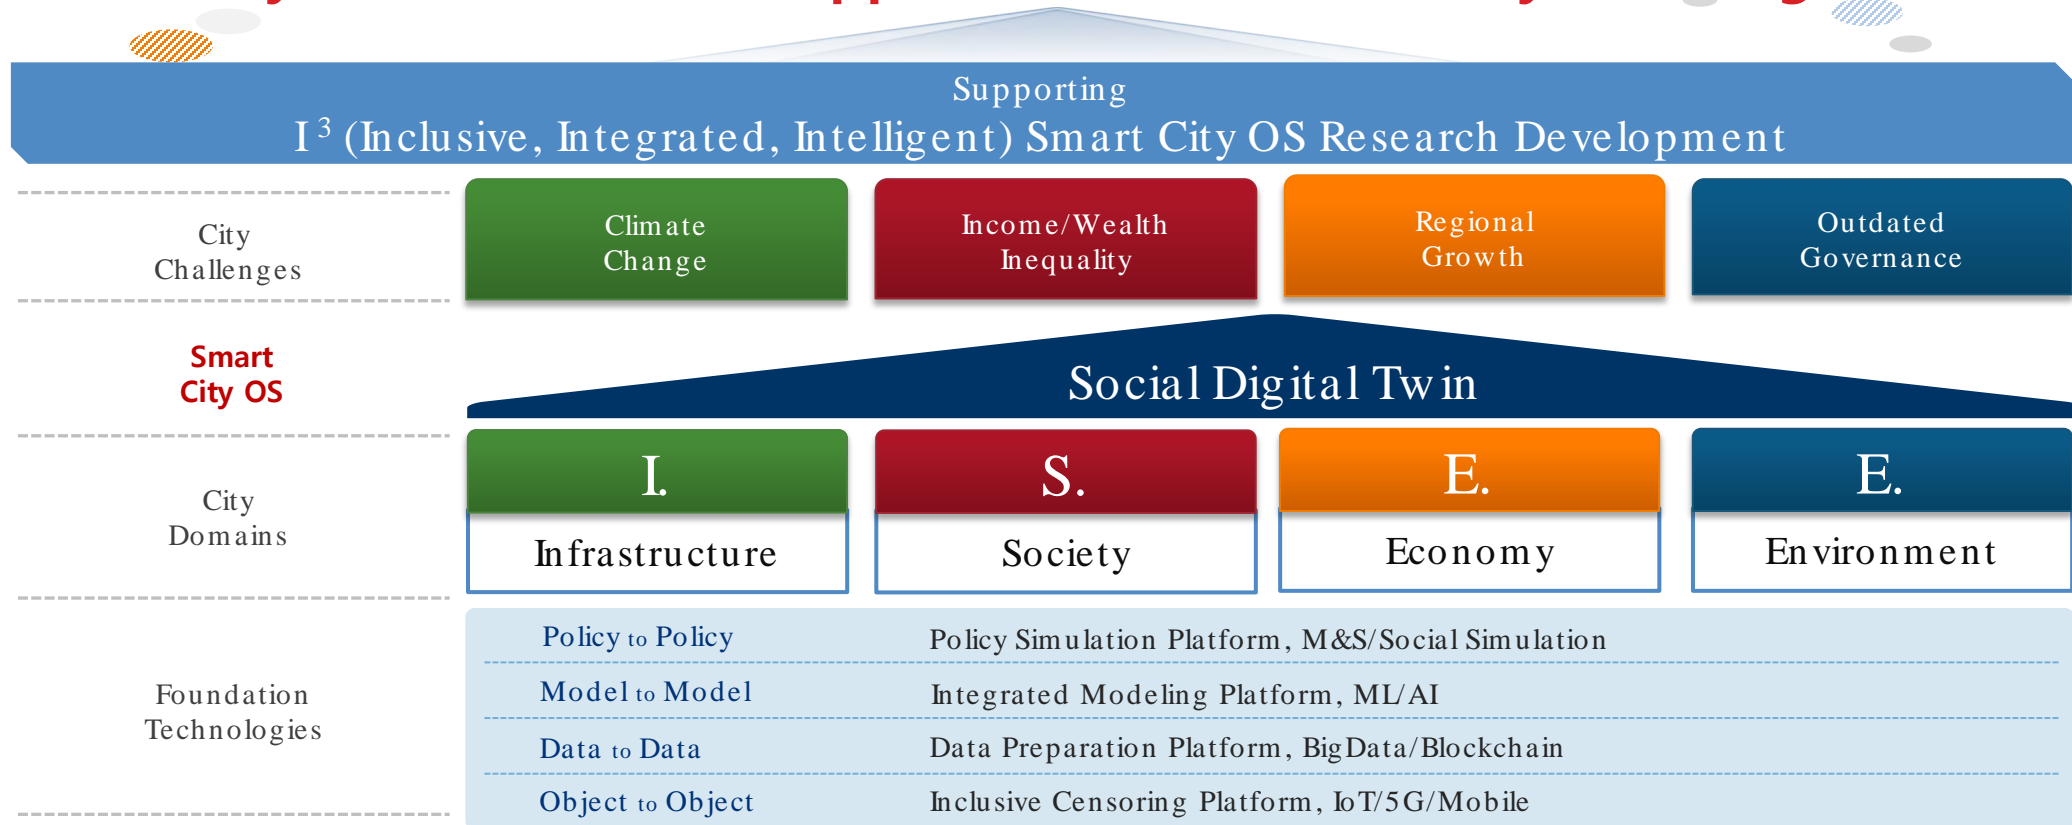 Supporting
I³ (Inclusive, Integrated, Intelligent) Smart City OS Research Development
City
Challenges
Climate
Change
Income/Wealth
Inequality
Regional
Growth
Outdated
Governance
Smart
City OS
Social Digital Twin
City
Domains
I.
S.
E.
E.
Infrastructure
Society
Economy
Environment
Foundation
Technologies
Policy to Policy
Policy Simulation Platform, M&S/Social Simulation
Model to Model
Integrated Modeling Platform, ML/AI
Data to Data
Data Preparation Platform, BigData/Blockchain
Object to Object
Inclusive Censoring Platform, IoT/5G/Mobile